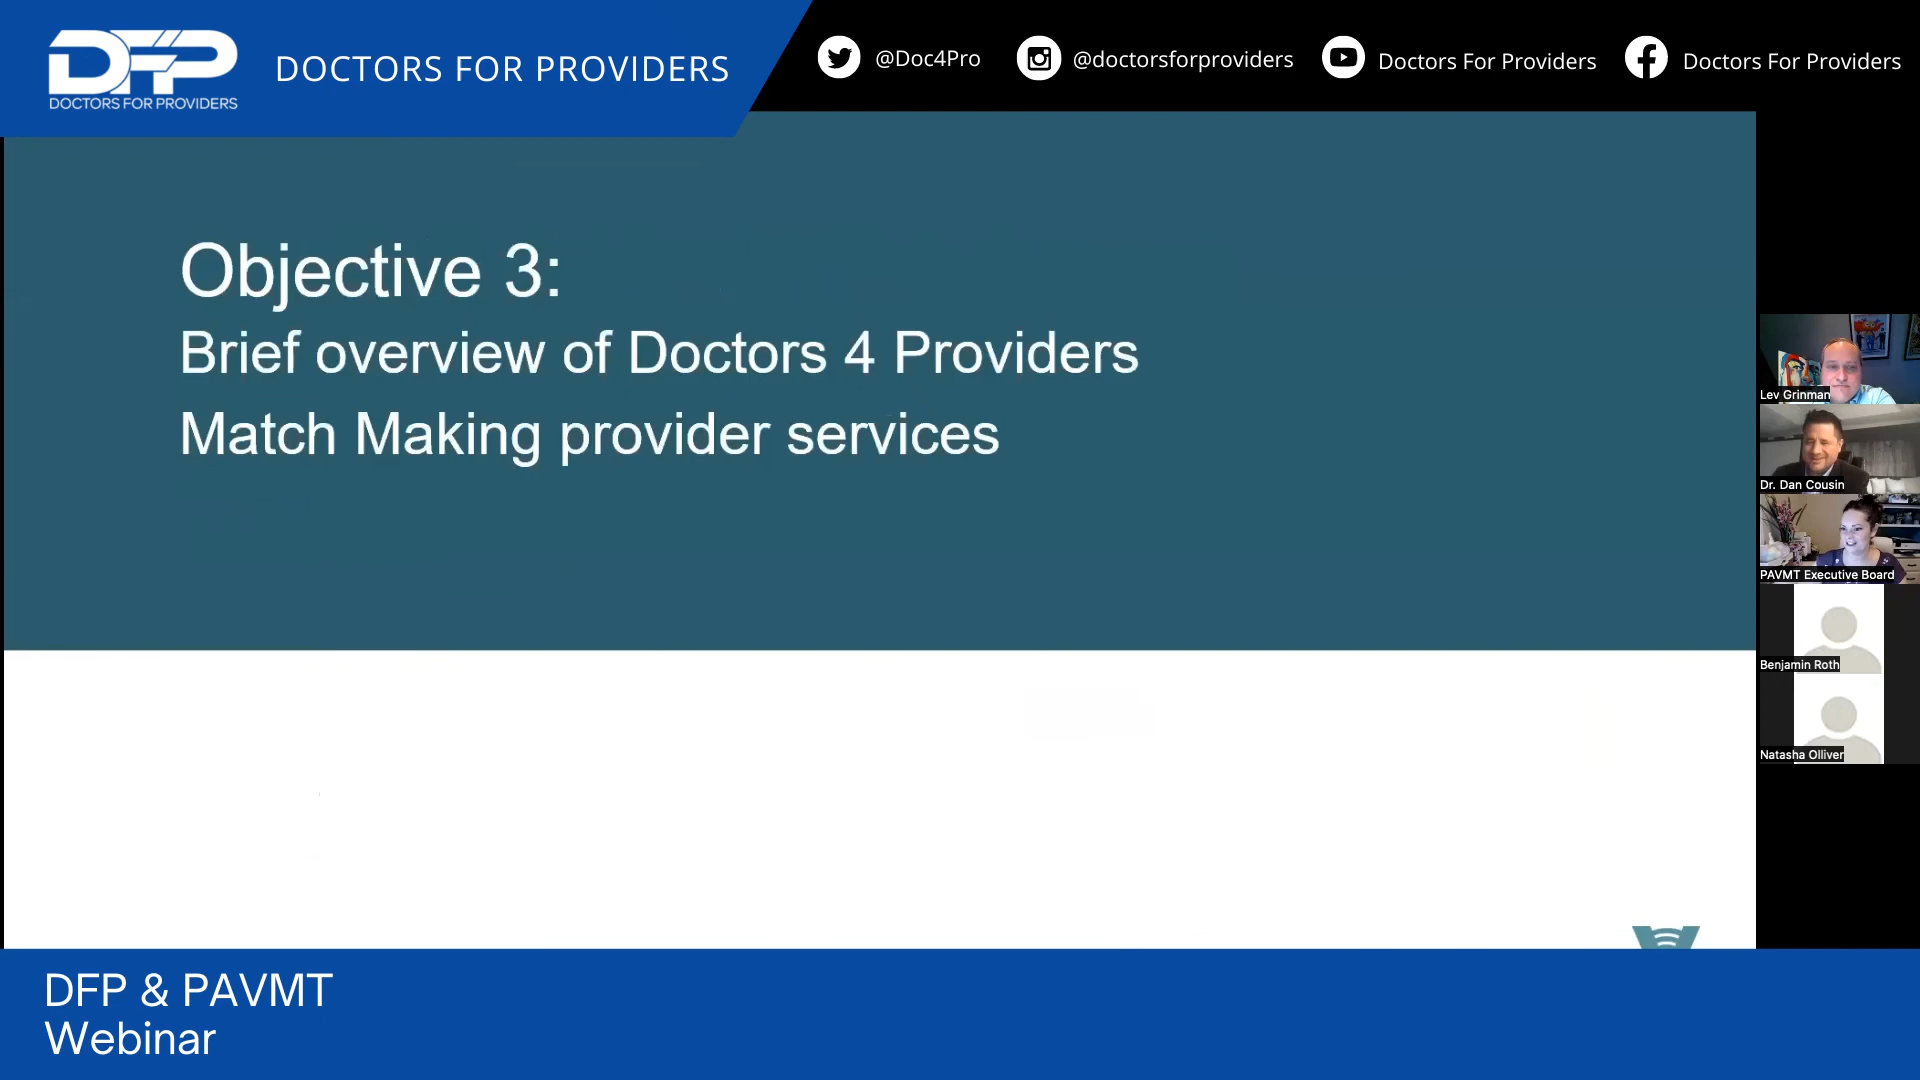 DFP
DOCTORS FOR PROVIDERS
DOCTORS FOR PROVIDERS
@Doc4Pro
@doctorsforproviders
Doctors For Providers
Doctors For Providers
Objective 3:
Brief overview of Doctors 4 Providers
Match Making provider services
Lev Grinman
Dr. Dan Cousin
PAVMT Executive Board
Benjamin Roth
Natasha Olliver
DFP & PAVMT
Webinar